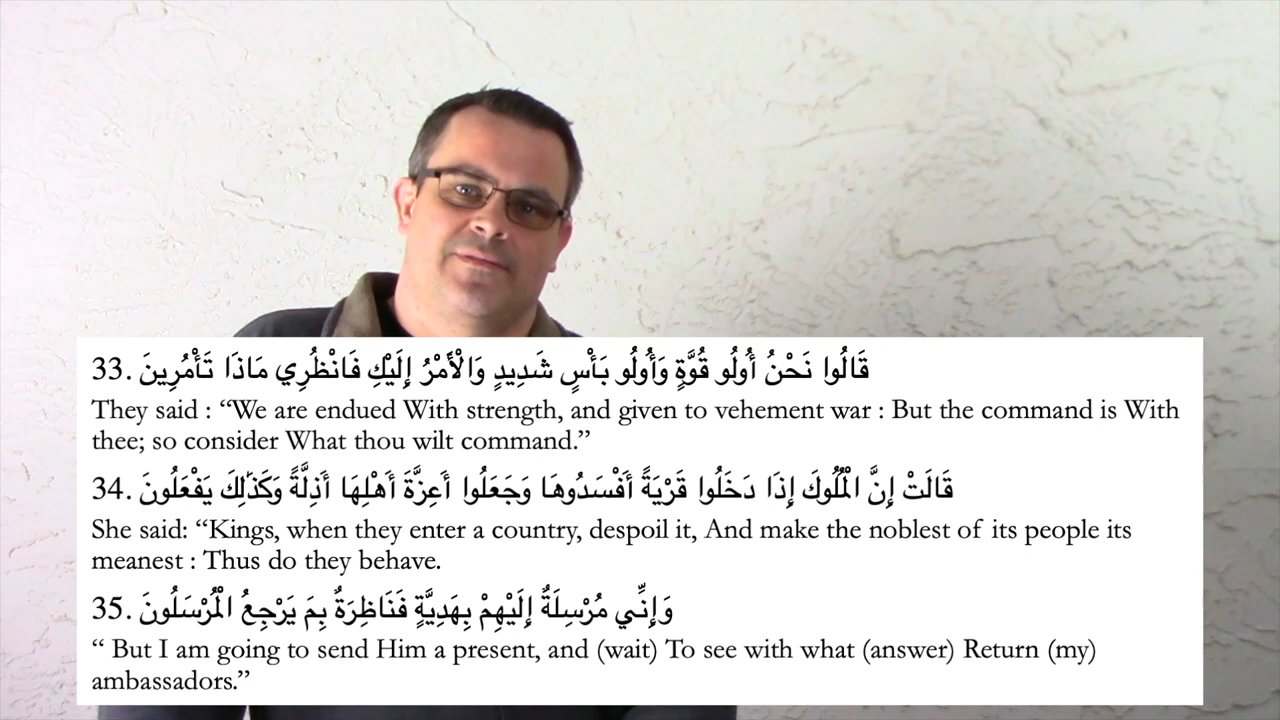 33. قَالُوا نَحْنُ أُولُو قُوَّةٍ وَأُولُو بَأْسٍ شَدِيدٍ وَالْأَمْرُ إِلَيْكِ فَانْظُرِي مَاذَا تَأْمُرِينَ
They said : “We are endued With strength, and given to vehement war : But the command is With
thee; so consider What thou wilt command.”
34. قَالَتْ إِنَّ الْمُلُوكَ إِذَا دَخَلُوا قَرْيَةً أَفْسَدُوهَا وَجَعَلُوا أَعِزَّةَ أَهْلِهَا أَذِلَّةً وَكَذَٰلِكَ يَفْعَلُونَ
She said: “Kings, when they enter a country, despoil it, And make the noblest of its people its
meanest : Thus do they behave.
35. وَإِنِّي مُرْسِلَةٌ إِلَيْهِمْ بِهَدِيَّةٍ فَنَاظِرَةٌ بِمَ يَرْجِعُ الْمُرْسَلُونَ
“ But I am going to send Him a present, and (wait) To see with what (answer) Return (my)
ambassadors.”